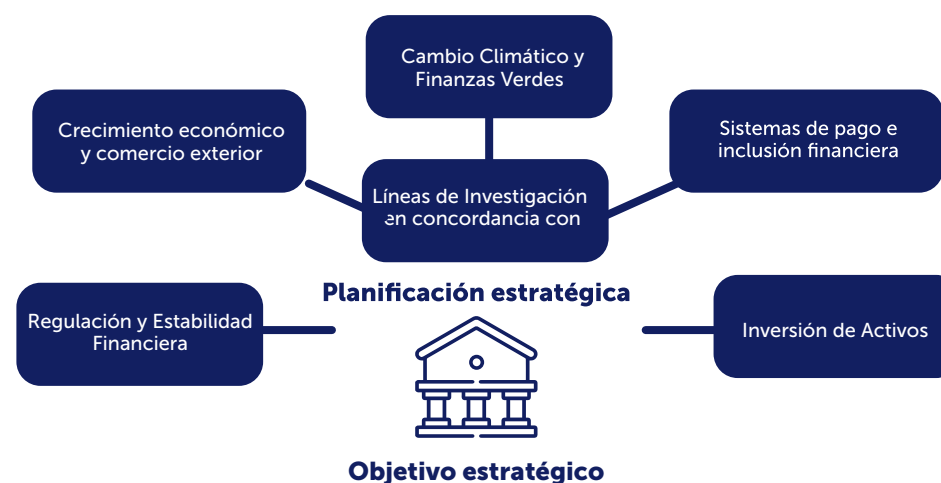 Cambio Climático y
Finanzas Verdes
Crecimiento económico
y comercio exterior
Sistemas de pago e
inclusión financiera
Líneas de Investigación
en concordancia con
Planificación estratégica
Regulación y Estabilidad
Financiera
Inversión de Activos
Objetivo estratégico